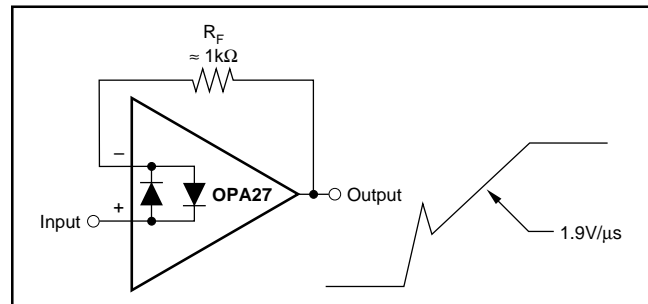 R_F
≈ 1kΩ
−
+
OPA27
Input
Output
1.9V/μs